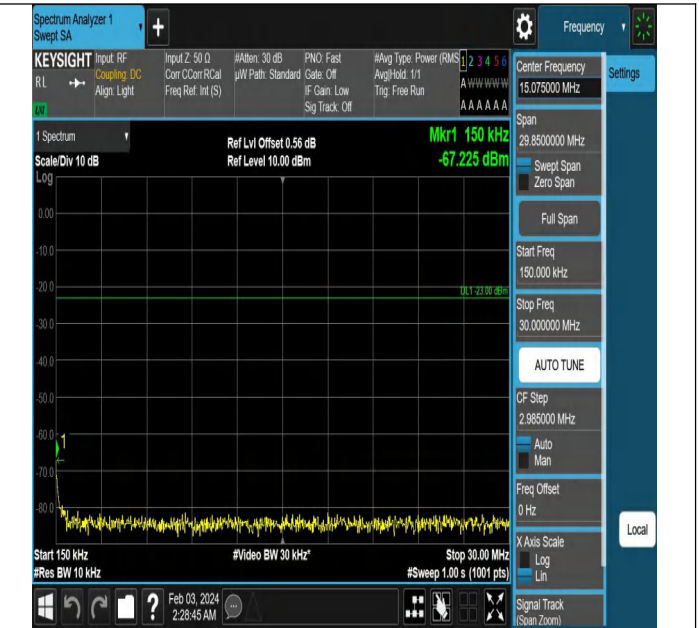 Spectrum Analyzer 1
Swept SA
+
Frequency
KEYSIGHT
RL
Input: RF
Coupling: DC
Align: Light
Input Z: 50 Ω
Corr CCorr RCal
Freq Ref: Int (S)
#Atten: 30 dB
µW Path: Standard
PNO: Fast
Gate: Off
IF Gain: Low
Sig Track: Off
#Avg Type: Power (RMS
Avg|Hold: 1/1
Trig: Free Run
1 2 3 4 5 6
A W W W W W
A A A A A A
1 Spectrum
Scale/Div 10 dB
Log
Ref Lvl Offset 0.56 dB
Ref Level 10.00 dBm
Mkr1 150 kHz
-67.225 dBm
0.00
-10.0
-20.0
DL1 -23.00 dBm
-30.0
-40.0
-50.0
-60.0
1
-70.0
-80.0
Start 150 kHz
#Res BW 10 kHz
#Video BW 30 kHz*
Stop 30.00 MHz
#Sweep 1.00 s (1001 pts)
Center Frequency
15.075000 MHz
Settings
Span
29.8500000 MHz
Swept Span
Zero Span
Full Span
Start Freq
150.000 kHz
Stop Freq
30.000000 MHz
AUTO TUNE
CF Step
2.985000 MHz
Auto
Man
Freq Offset
0 Hz
X Axis Scale
Log
Lin
Local
Signal Track
(Span Zoom)
?
Feb 03, 2024
2:28:45 AM